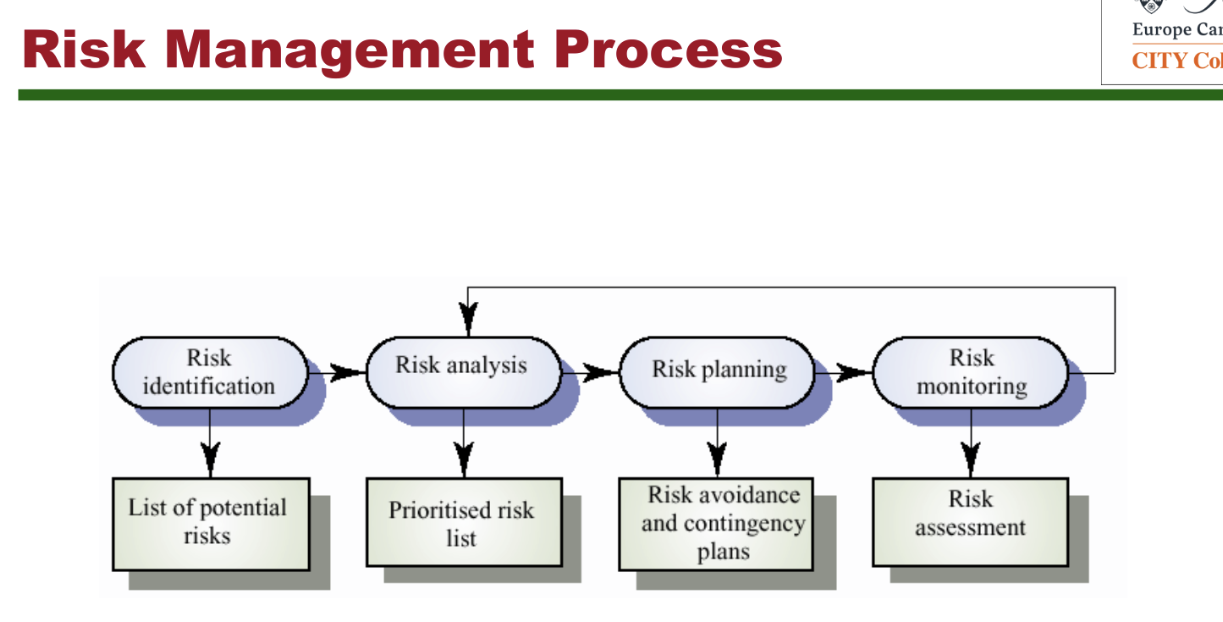 Risk Management Process
Europe
CITY
Risk
identification
Risk analysis
Risk planning
Risk
monitoring
List of potential
risks
Prioritised risk
list
Risk avoidance
and contingency
plans
Risk
assessment